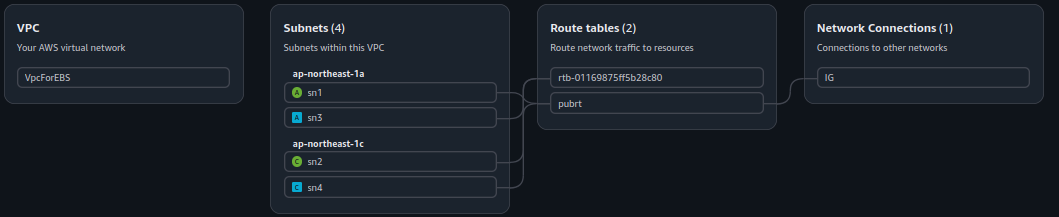 VPC
Your AWS virtual network
VpcForEBS
Subnets (4)
Subnets within this VPC
ap-northeast-1a
A sn1
A sn3
ap-northeast-1c
C sn2
C sn4
Route tables (2)
Route network traffic to resources
rtb-01169875ff5b28c80
pubrt
Network Connections (1)
Connections to other networks
IG